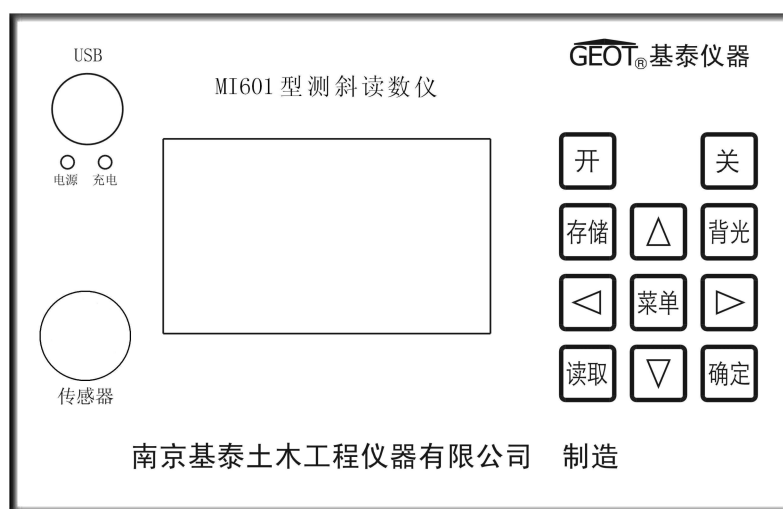 USB
GEOT®基泰仪器
MI601型测斜读数仪
电源 充电
开 关
存储 背光
菜单
读取 确定
传感器
南京基泰土木工程仪器有限公司 制造